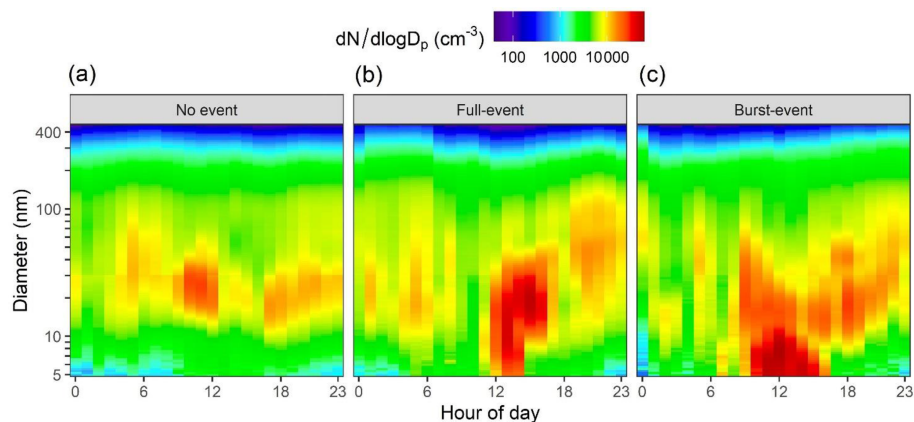 dN/dlogDp (cm-3)
100 1000 10000
(a) (b) (c)
No event Full-event Burst-event
400
100
10
5
Diameter (nm)
0 6 12 18 23 0 6 12 18 23 0 6 12 18 23
Hour of day